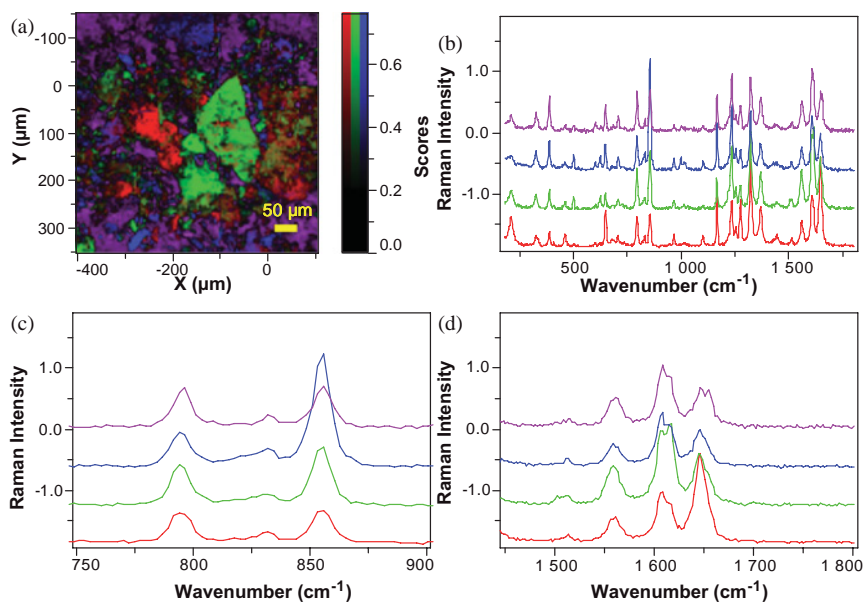 (a)
-150
0
100
200
300
Y (µm)
-400
-200
-100
0
X (µm)
50 µm
0.6
0.4
0.2
0.0
Scores
(b)
1.0
0.0
-1.0
Raman Intensity
500
1 000
1 500
Wavenumber (cm⁻¹)
(c)
1.0
0.0
-1.0
Raman Intensity
750
800
850
900
Wavenumber (cm⁻¹)
(d)
1.0
0.0
-1.0
Raman Intensity
1 500
1 600
1 700
1 800
Wavenumber (cm⁻¹)